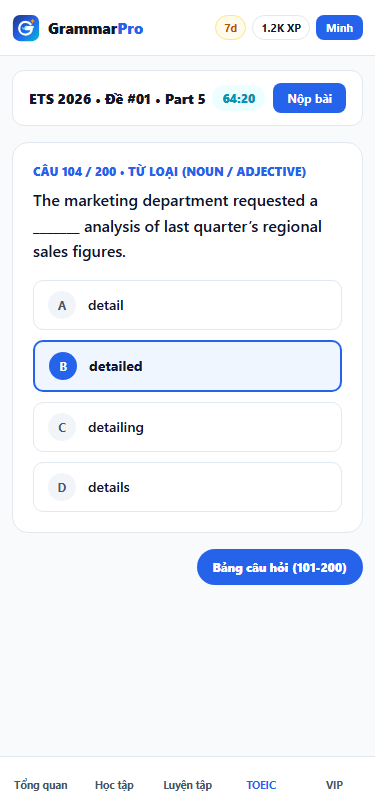 GrammarPro
7d
1.2K XP
Minh
ETS 2026 • Đề #01 • Part 5
64:20
Nộp bài
CÂU 104 / 200 • TỪ LOẠI (NOUN / ADJECTIVE)
The marketing department requested a
_______ analysis of last quarter's regional
sales figures.
A detail
B detailed
C detailing
D details
Bảng câu hỏi (101-200)
Tổng quan
Học tập
Luyện tập
TOEIC
VIP